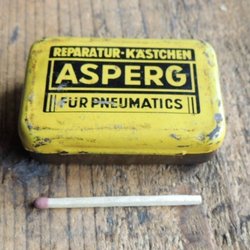 REPARATUR-KÄSTCHEN
ASPERG
FÜR PNEUMATICS